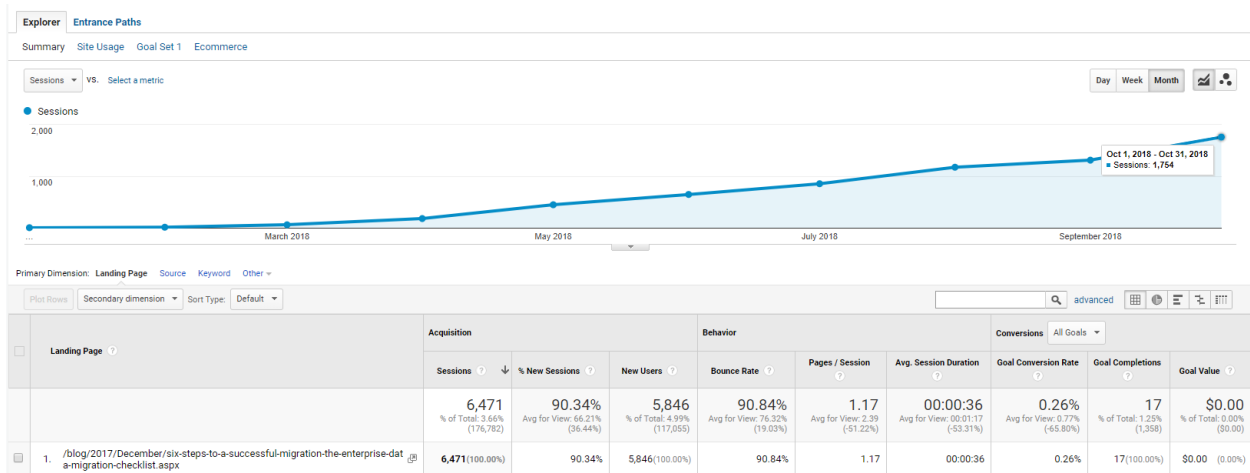 Explorer Entrance Paths
Summary Site Usage Goal Set 1 Ecommerce
Sessions VS. Select a metric Day Week Month
Sessions
2,000
Oct 1, 2018 - Oct 31, 2018
Sessions: 1,754
1,000
... March 2018 May 2018 July 2018 September 2018
Primary Dimension: Landing Page Source Keyword Other
Plot Rows Secondary dimension Sort Type: Default advanced
Landing Page ? Acquisition Behavior Conversions All Goals
Sessions ? % New Sessions ? New Users ? Bounce Rate ? Pages / Session ? Avg. Session Duration ? Goal Conversion Rate ? Goal Completions ? Goal Value ?
6,471 90.34% 5,846 90.84% 1.17 00:00:36 0.26% 17 $0.00
% of Total: 3.66% Avg for View: 66.21% % of Total: 4.99% Avg for View: 76.32% Avg for View: 2.39 Avg for View: 00:01:17 Avg for View: 0.77% % of Total: 1.25% % of Total: 0.00%
(176,782) (36.44%) (117,055) (19.03%) (-51.22%) (-53.31%) (-65.80%) (1,358) ($0.00)
1. /blog/2017/December/six-steps-to-a-successful-migration-the-enterprise-dat
a-migration-checklist.aspx 6,471(100.00%) 90.34% 5,846(100.00%) 90.84% 1.17 00:00:36 0.26% 17(100.00%) $0.00 (0.00%)